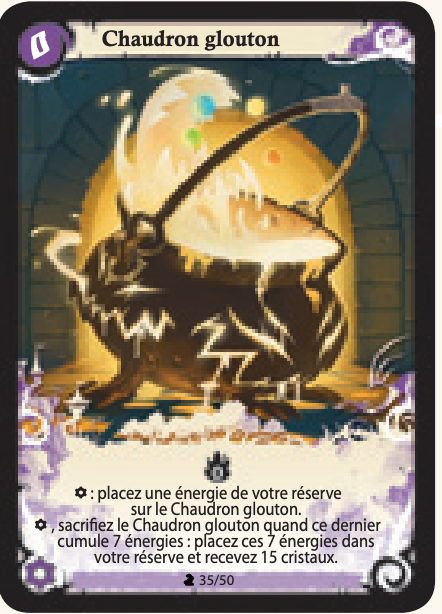 Chaudron glouton
0
: placez une énergie de votre réserve
sur le Chaudron glouton.
, sacrifiez le Chaudron glouton quand ce dernier
cumule 7 énergies : placez ces 7 énergies dans
votre réserve et recevez 15 cristaux.
35/50